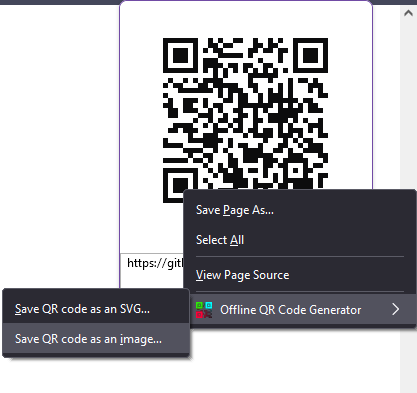 Save Page As...
Select All
https://git
View Page Source
Offline QR Code Generator
Save QR code as an SVG...
Save QR code as an image...